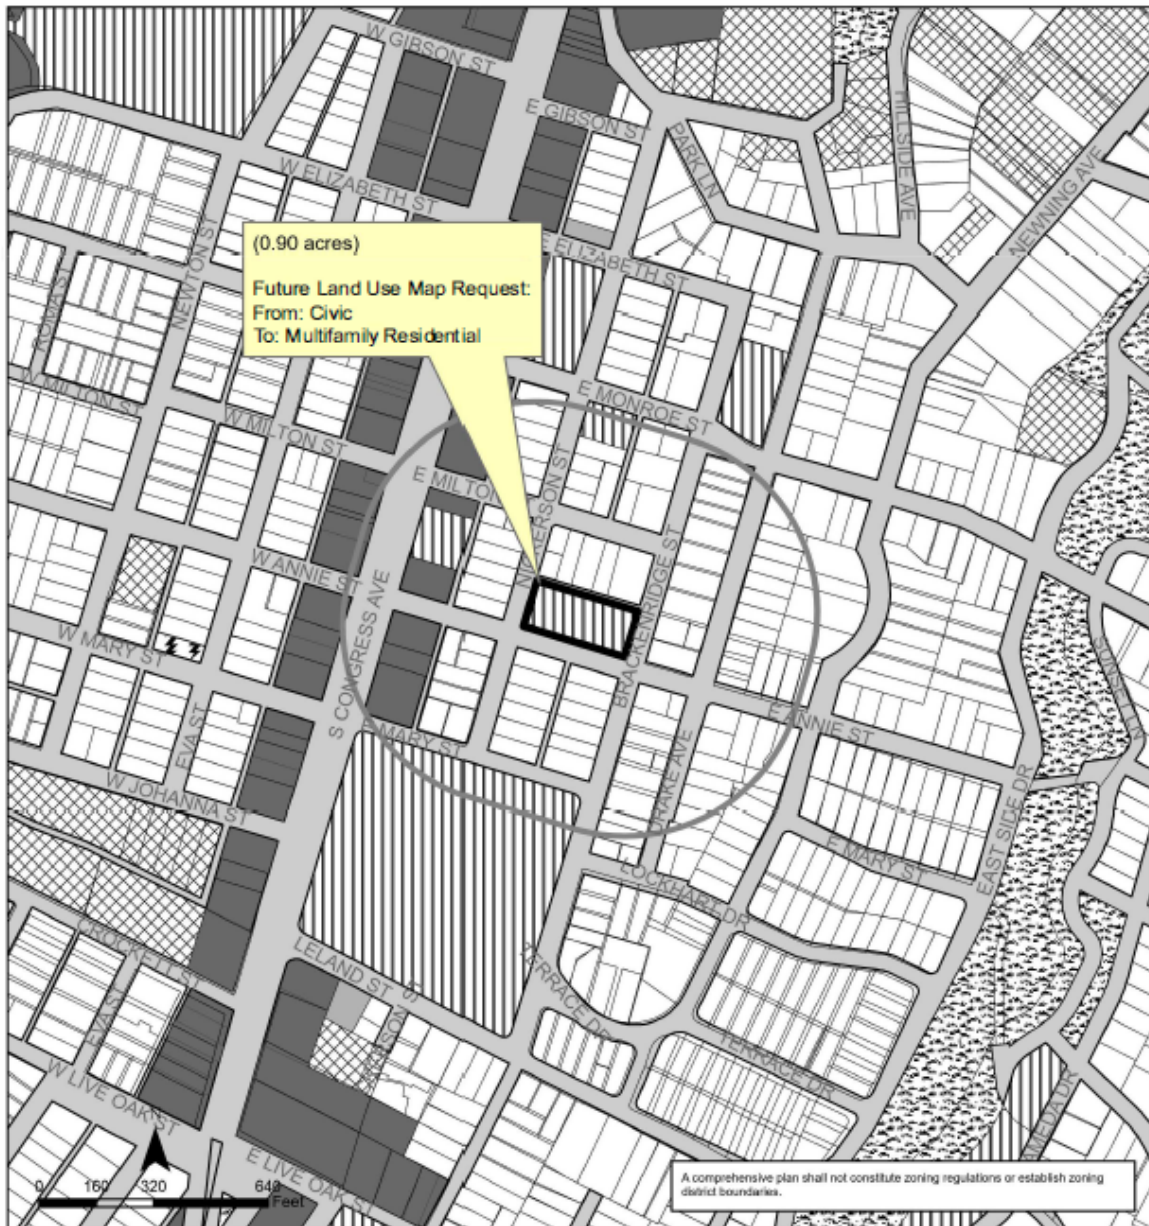 W GIBSON ST
E GIBSON ST
PARK LN
HILLSIDE AVE
NEWNING AVE
W ELIZABETH ST
E ELIZABETH ST
NEWTON ST
(0.90 acres)
Future Land Use Map Request:
From: Civic
To: Multifamily Residential
MILTON ST
W MILTON ST
E MONROE ST
E MILTON
BRACKENRIDGE ST
W ANNIE ST
S CONGRESS AVE
W MARY ST
EVA ST
MARY ST
E ANNIE ST
DRAKE AVE
SUNSET LN
W JOHANNA ST
EAST SIDE DR
E MARY ST
LOCKHART DR
CROCKETT ST
LELAND ST
TERRACE DR
EVA ST
TERRACE DR
W LIVE OAK ST
E LIVE OAK ST
0 160 320 640
Feet
A comprehensive plan shall not constitute zoning regulations or establish zoning
district boundaries.